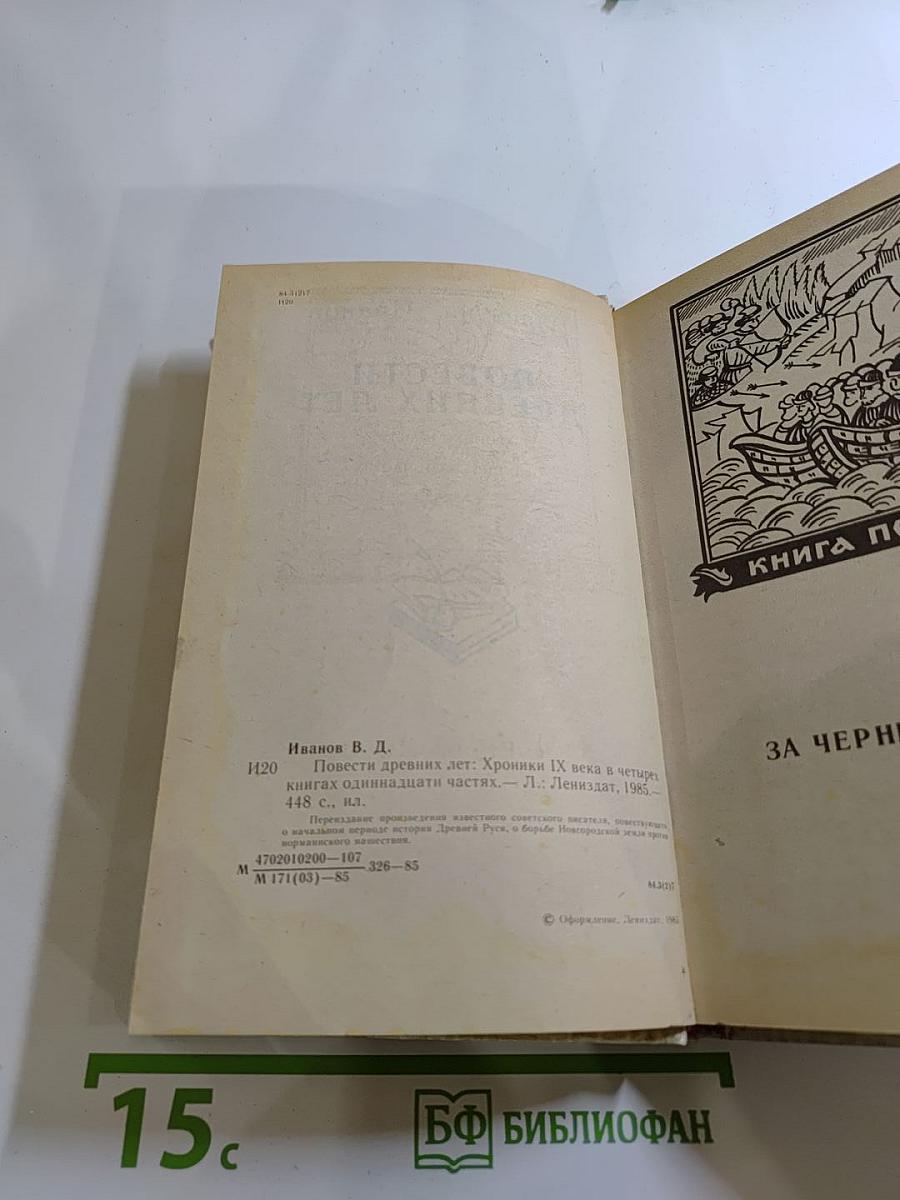 84.3(2)7
И20
Иванов В. Д.
И20 Повести древних лет: Хроники IX века в четырех
книгах одиннадцати частях.— Л.: Лениздат, 1985.—
448 с., ил.
Переиздание произведения известного советского писателя, повествующего
о начальном периоде истории Древней Руси, о борьбе Новгородской земли против
норманнского нашествия.
М 4702010200—107
М 171(03)—85
326—85
84.3(2)7
© Оформление, Лениздат, 1985
КНИГА ПЕ
ЗА ЧЕРН
15 с
БФ БИБЛИОФАН